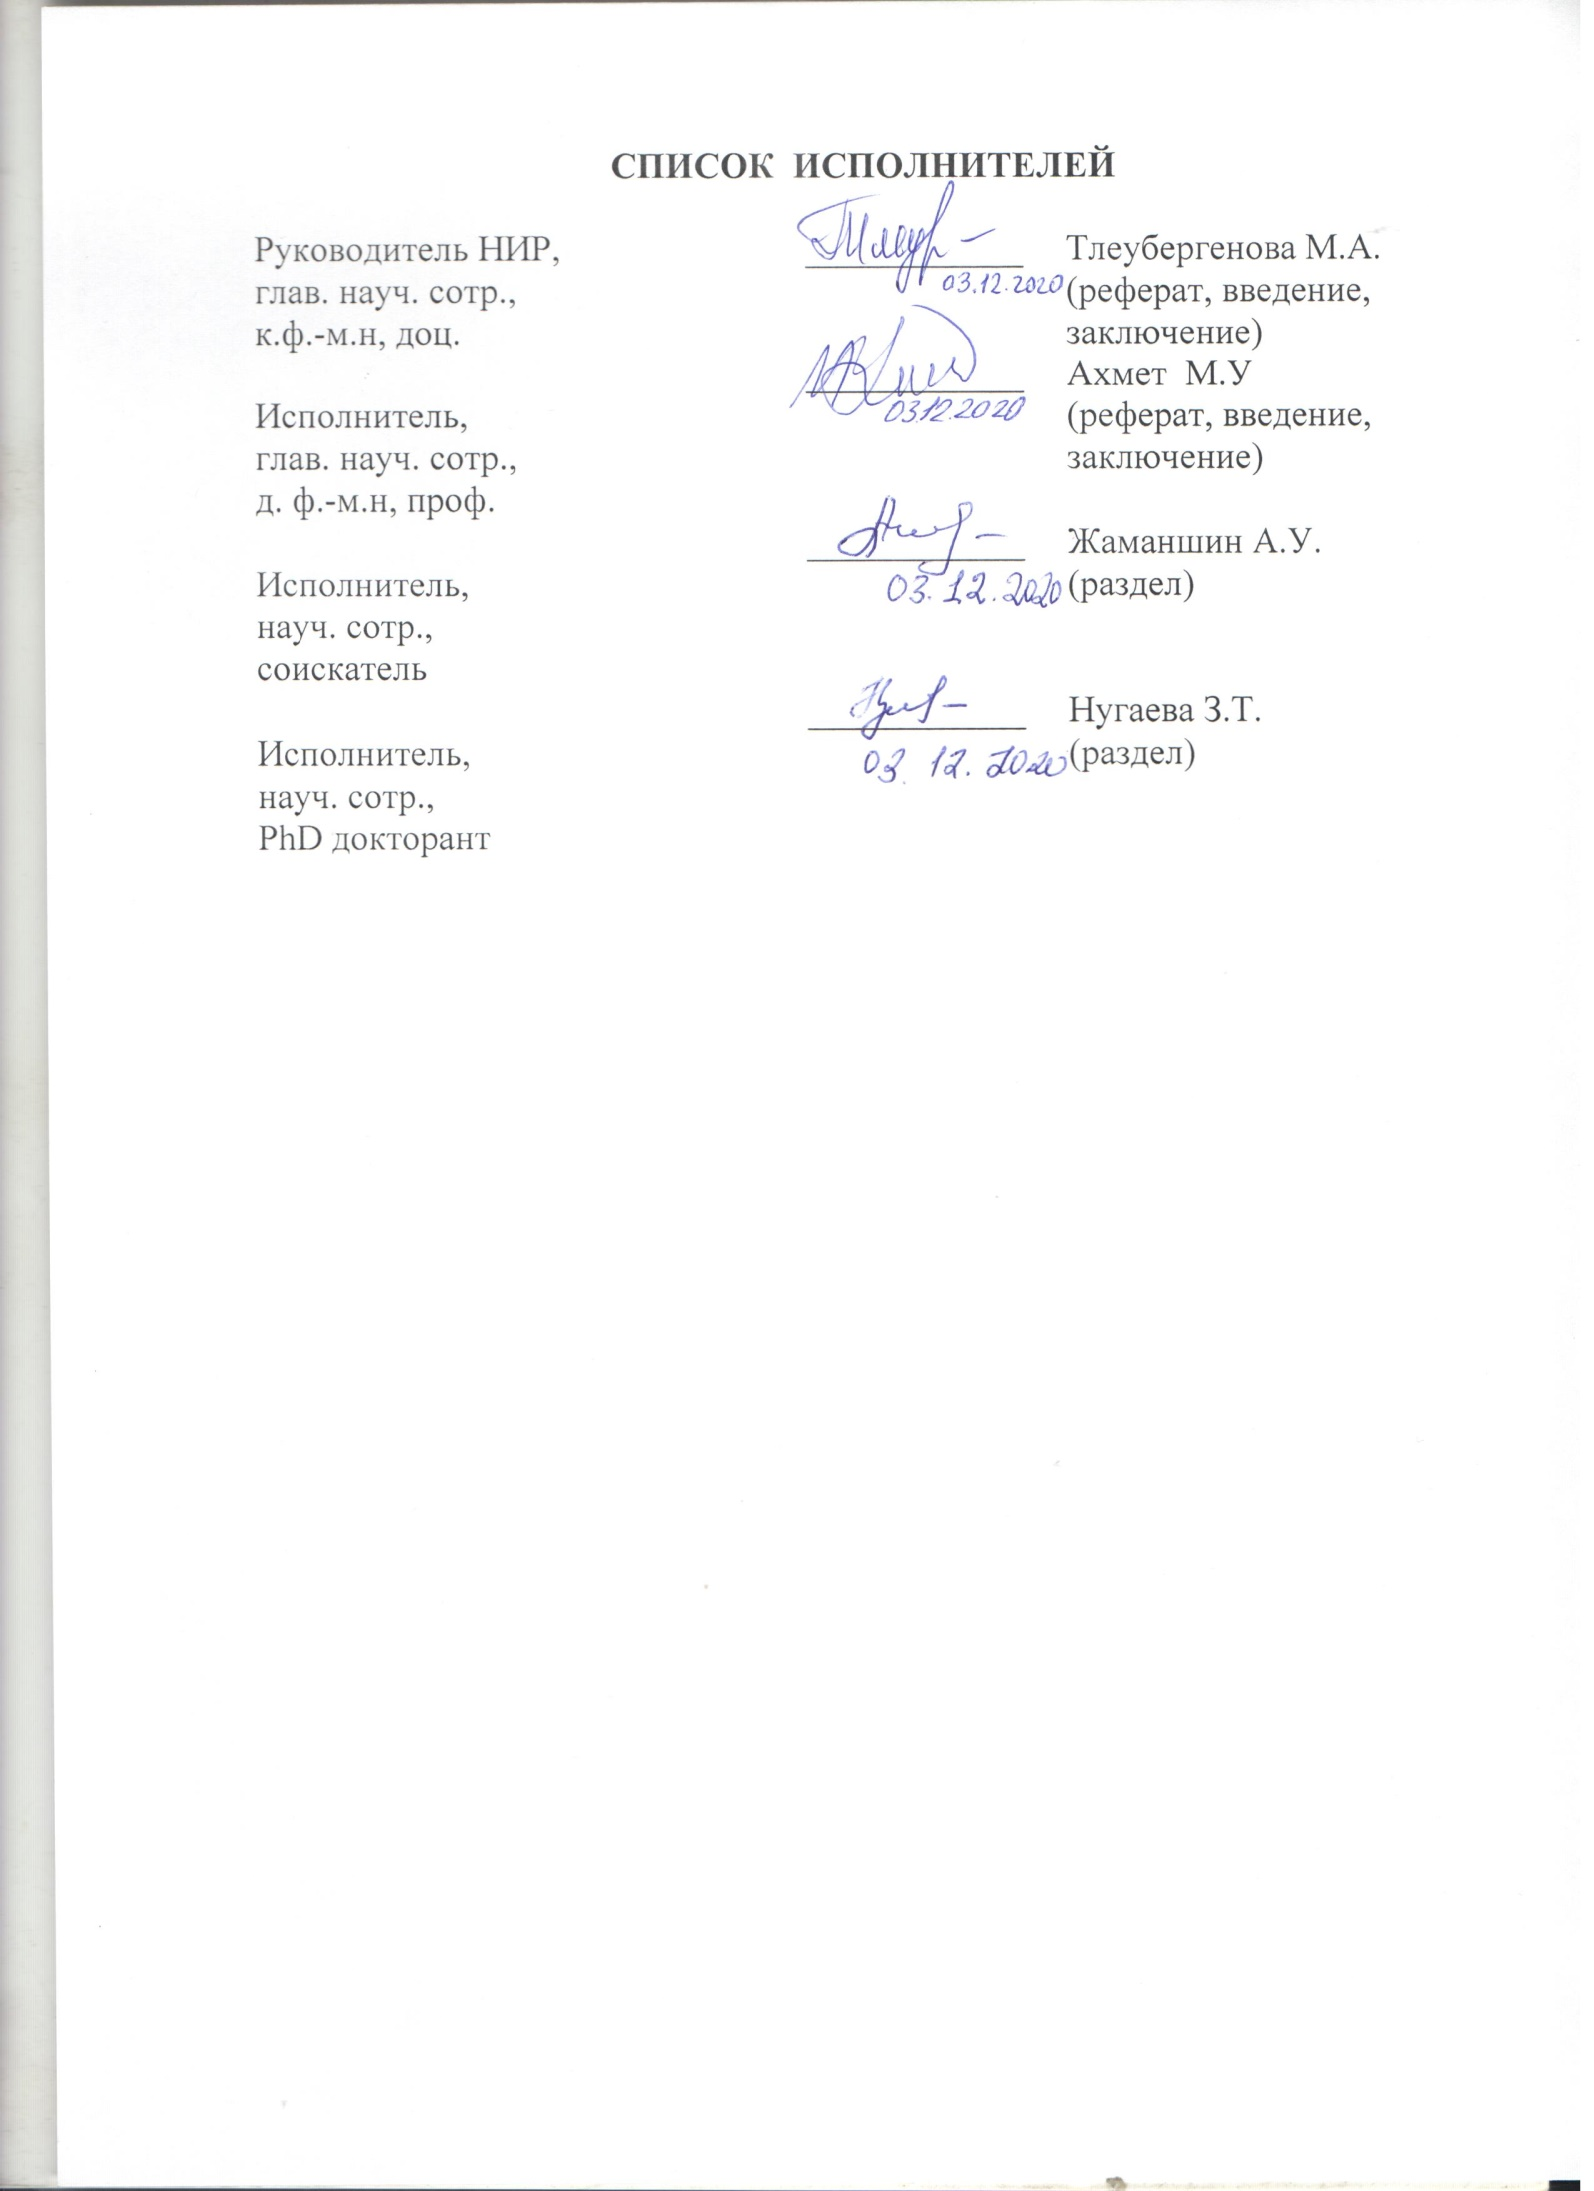 СПИСОК ИСПОЛНИТЕЛЕЙ
Руководитель НИР,
глав. науч. сотр.,
к.ф.-м.н, доц.
03.12.2020
Тлеубергенова М.А.
(реферат, введение,
заключение)
Исполнитель,
глав. науч. сотр.,
д. ф.-м.н, проф.
03.12.2020
Ахмет М.У
(реферат, введение,
заключение)
Исполнитель,
науч. сотр.,
соискатель
03.12.2020
Жаманшин А.У.
(раздел)
Исполнитель,
науч. сотр.,
PhD докторант
03.12.2020
Нугаева З.Т.
(раздел)